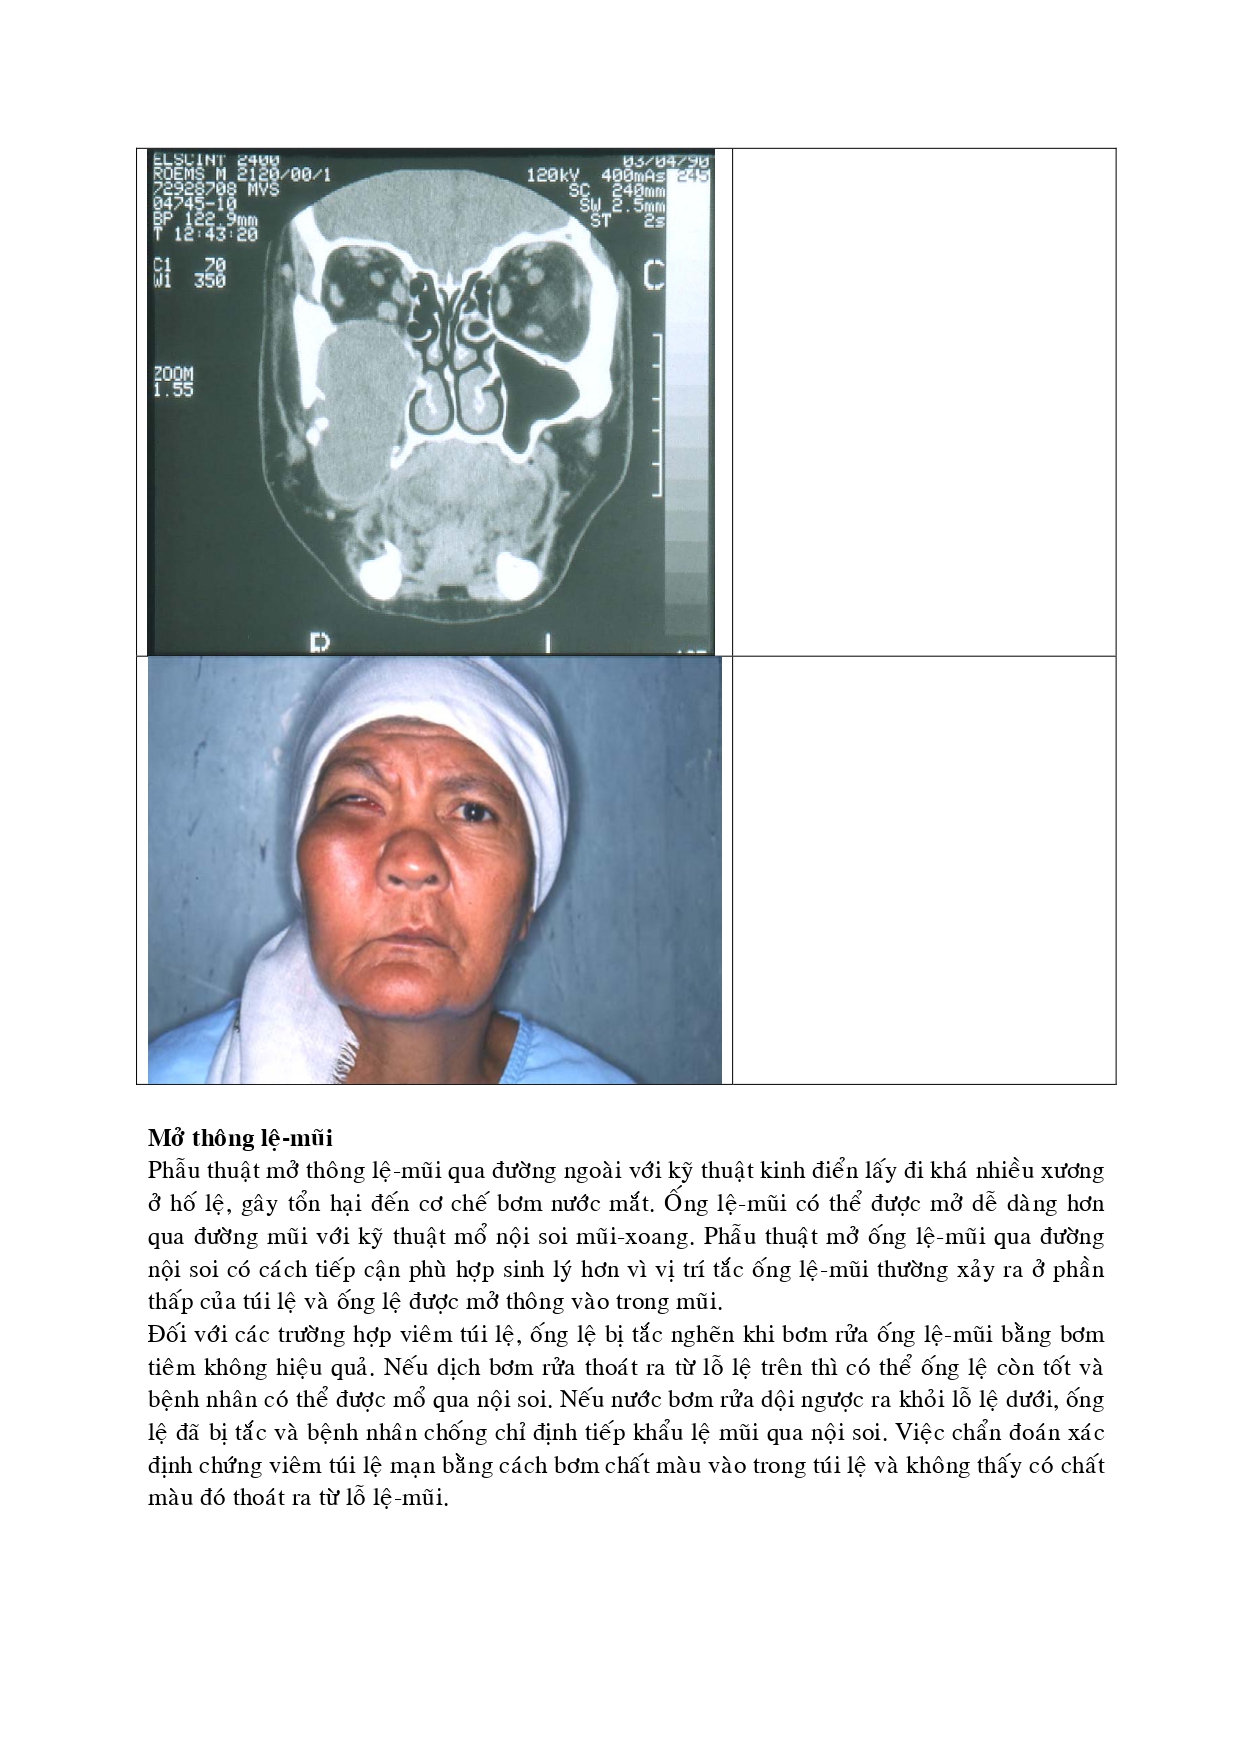 ELSCINT 2400
03/04/90
ROEMS M 2120/00/1
120kV 400mAs 245
72928708 MVS
SC 240mm
04745-10
SW 2.5mm
BP 122.9mm
ST 2s
T 12:43:20
C1 70
C
W1 350
ZOOM
1.55
R
L
Mở thông lệ-mũi
Phẫu thuật mở thông lệ-mũi qua đường ngoài với kỹ thuật kinh điển lấy đi khá nhiều xương
ở hố lệ, gây tổn hại đến cơ chế bơm nước mắt. Ống lệ-mũi có thể được mở dễ dàng hơn
qua đường mũi với kỹ thuật mổ nội soi mũi-xoang. Phẫu thuật mở ống lệ-mũi qua đường
nội soi có cách tiếp cận phù hợp sinh lý hơn vì vị trí tắc ống lệ-mũi thường xảy ra ở phần
thấp của túi lệ và ống lệ được mở thông vào trong mũi.
Đối với các trường hợp viêm túi lệ, ống lệ bị tắc nghẽn khi bơm rửa ống lệ-mũi bằng bơm
tiêm không hiệu quả. Nếu dịch bơm rửa thoát ra từ lỗ lệ trên thì có thể ống lệ còn tốt và
bệnh nhân có thể được mổ qua nội soi. Nếu nước bơm rửa dội ngược ra khỏi lỗ lệ dưới, ống
lệ đã bị tắc và bệnh nhân chống chỉ định tiếp khẩu lệ mũi qua nội soi. Việc chẩn đoán xác
định chứng viêm túi lệ mạn bằng cách bơm chất màu vào trong túi lệ và không thấy có chất
màu đó thoát ra từ lỗ lệ-mũi.